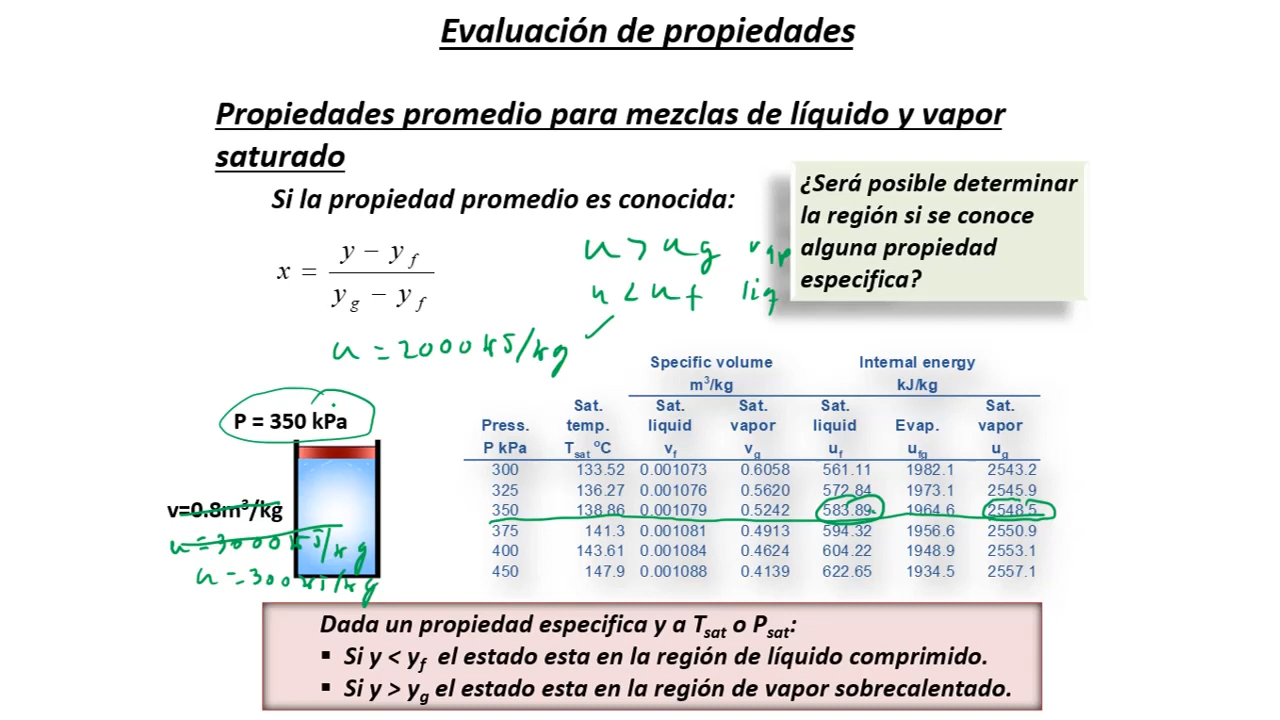 Evaluación de propiedades
Propiedades promedio para mezclas de líquido y vapor
saturado
Si la propiedad promedio es conocida:
¿Será posible determinar
la región si se conoce
alguna propiedad
especifica?
x = (y − y_f) / (y_g − y_f)
u > ug
u < uf liq
u = 2000 kJ/kg
P = 350 kPa
v=0.8m³/kg
u = 3000 kJ/kg
u = 300 kJ/kg
Specific volume Internal energy
m³/kg kJ/kg
Sat. Sat. Sat. Sat. Sat.
Press. temp. liquid vapor liquid Evap. vapor
P kPa T_sat °C v_f v_g u_f u_fg u_g
300 133.52 0.001073 0.6058 561.11 1982.1 2543.2
325 136.27 0.001076 0.5620 572.84 1973.1 2545.9
350 138.86 0.001079 0.5242 583.89 1964.6 2548.5
375 141.3 0.001081 0.4913 594.32 1956.6 2550.9
400 143.61 0.001084 0.4624 604.22 1948.9 2553.1
450 147.9 0.001088 0.4139 622.65 1934.5 2557.1
Dada un propiedad especifica y a T_sat o P_sat:
▪ Si y < y_f el estado esta en la región de líquido comprimido.
▪ Si y > y_g el estado esta en la región de vapor sobrecalentado.